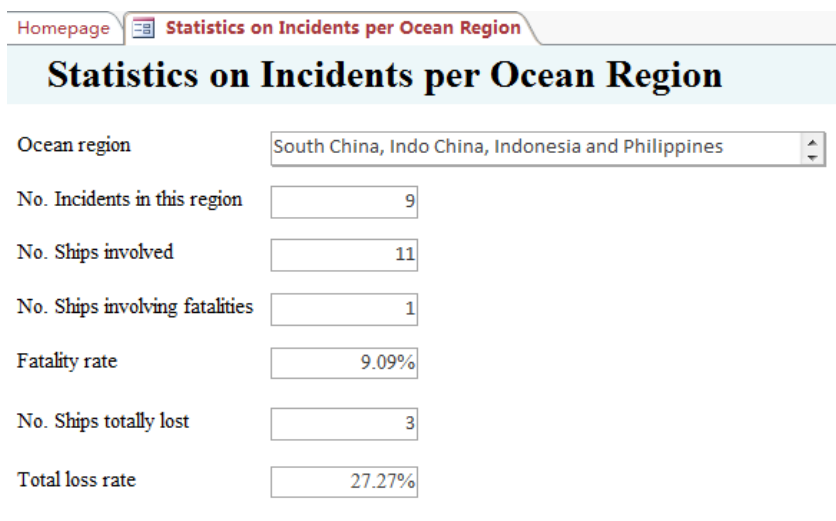 Homepage Statistics on Incidents per Ocean Region
Statistics on Incidents per Ocean Region
Ocean region South China, Indo China, Indonesia and Philippines
No. Incidents in this region 9
No. Ships involved 11
No. Ships involving fatalities 1
Fatality rate 9.09%
No. Ships totally lost 3
Total loss rate 27.27%